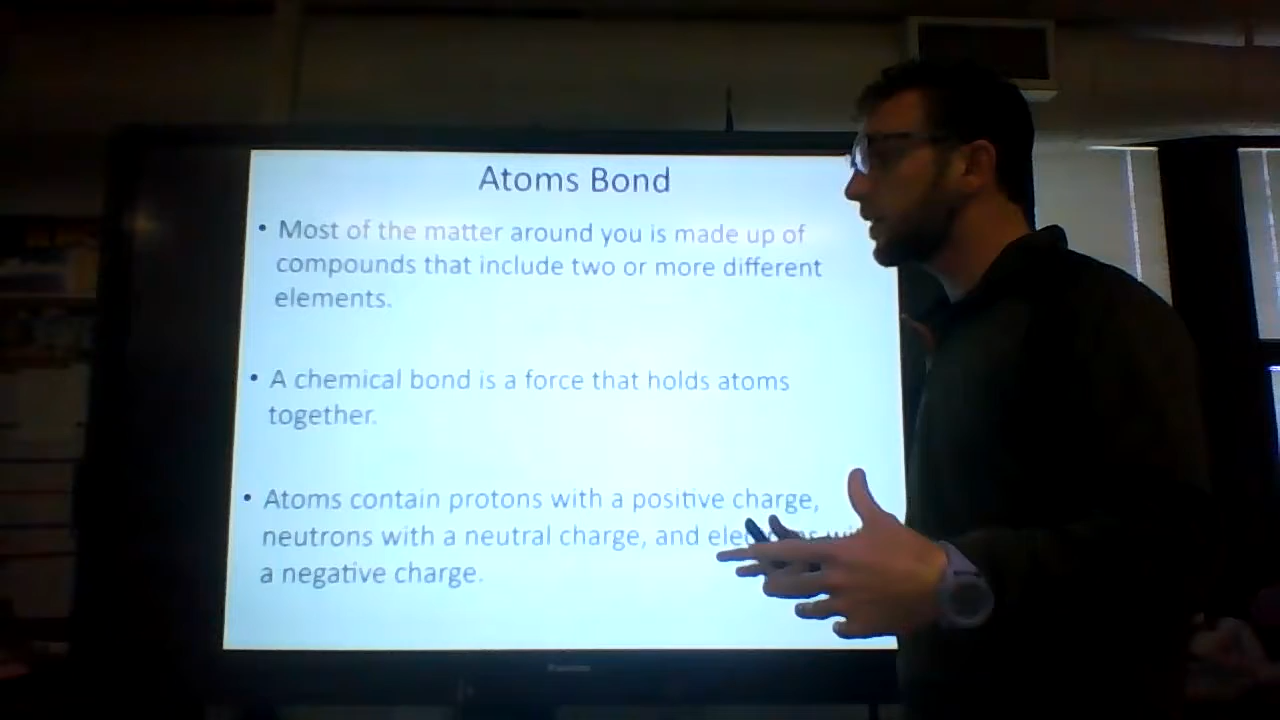 Atoms Bond
• Most of the matter around you is made up of
compounds that include two or more different
elements.
• A chemical bond is a force that holds atoms
together.
• Atoms contain protons with a positive charge,
neutrons with a neutral charge, and
a negative charge.